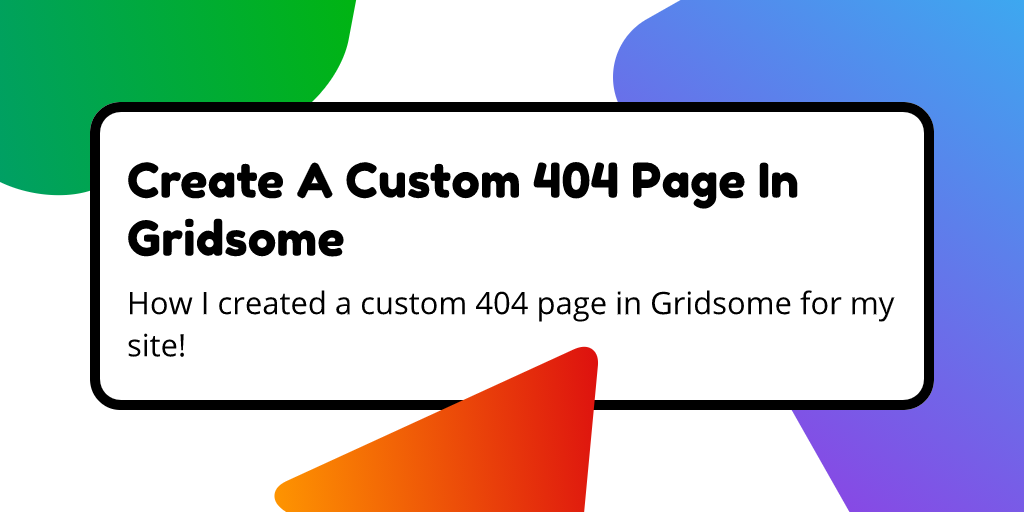 Create A Custom 404 Page In
Gridsome
How I created a custom 404 page in Gridsome for my
site!